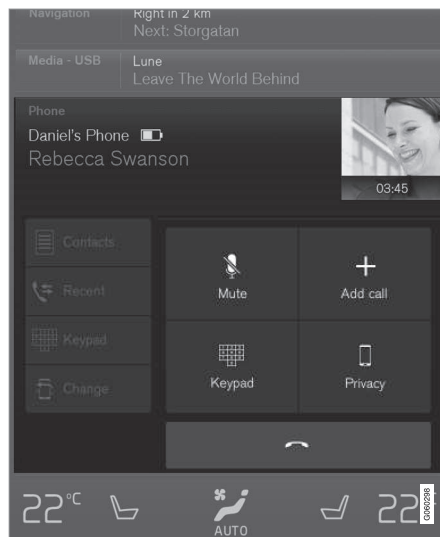 Navigation
Right in 2 km
Next: Storgatan
Media - USB
Lune
Leave The World Behind
Phone
Daniel's Phone
Rebecca Swanson
03:45
Contacts
Recent
Keypad
Change
Mute
Add call
Keypad
Privacy
22°C
AUTO
22
G060298